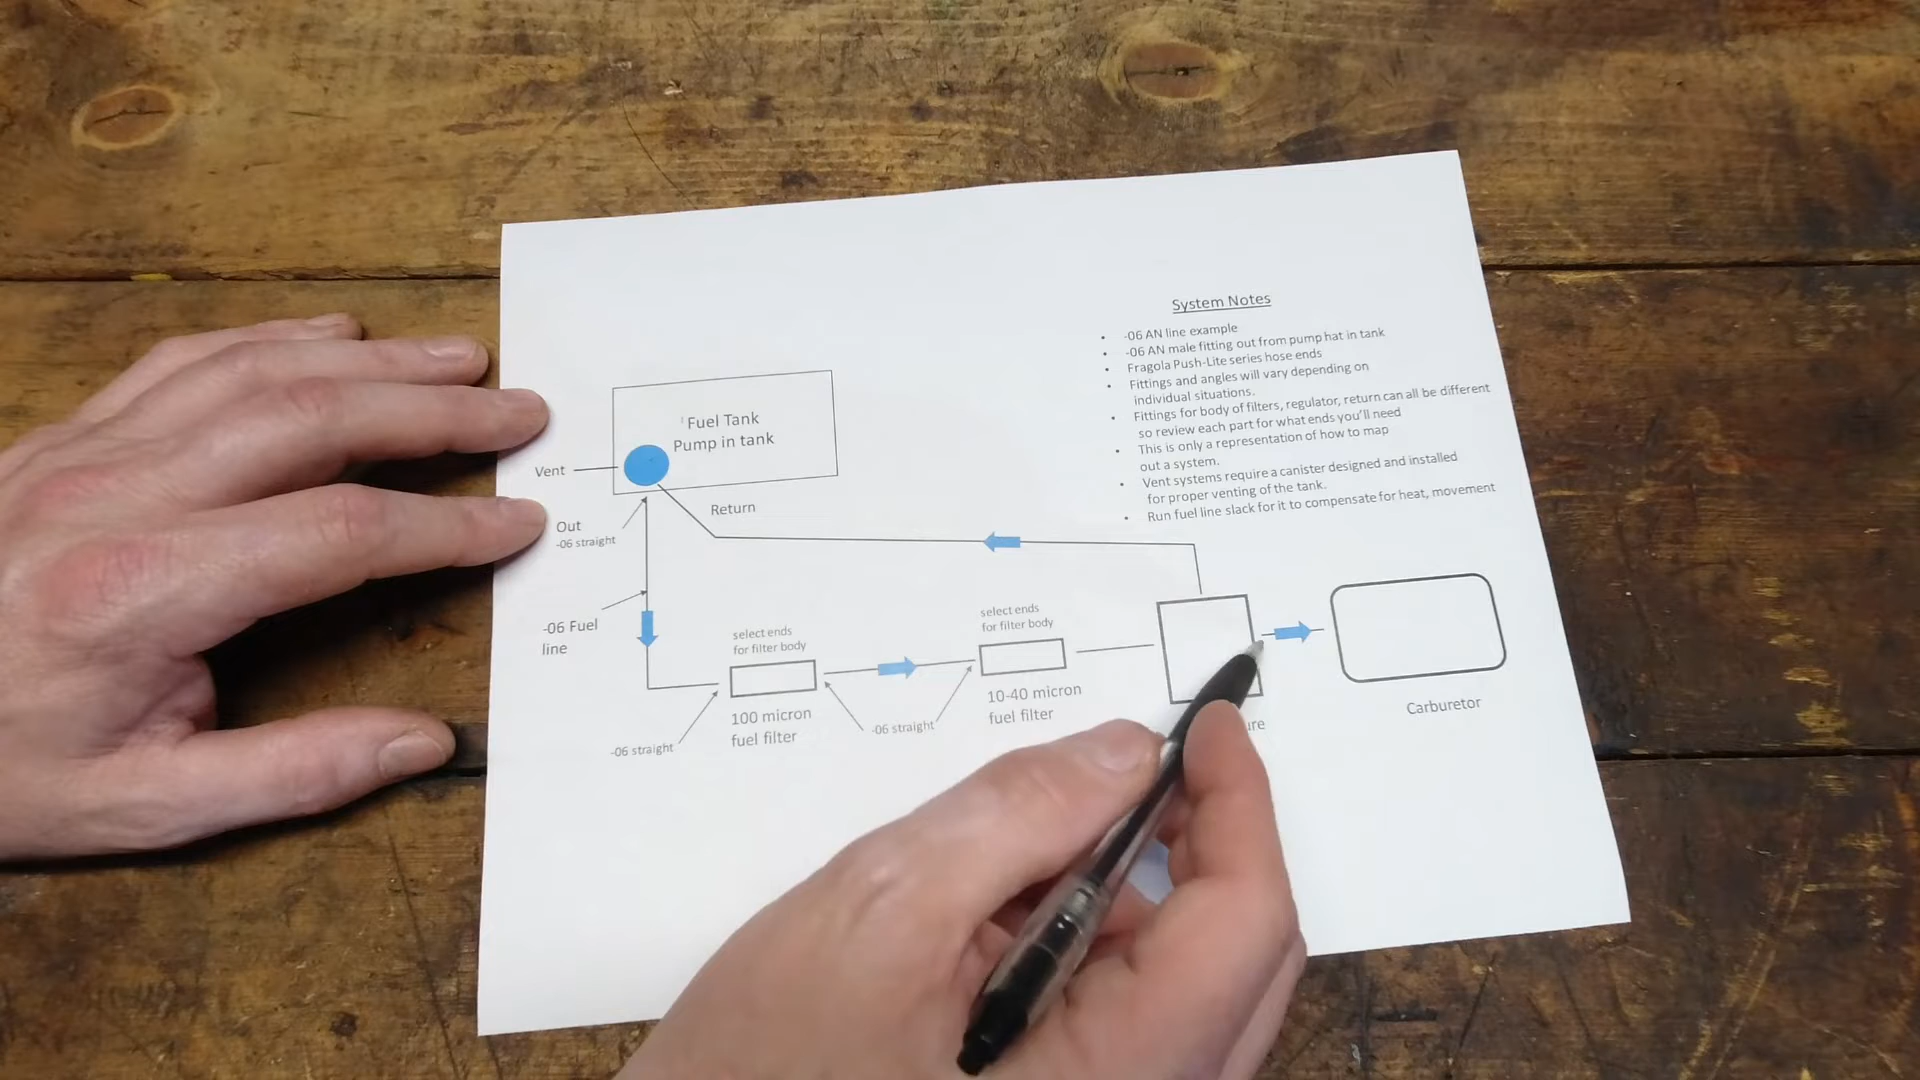 System Notes
• -06 AN line example
• -06 AN male fitting out from pump hat in tank
• Fragola Push-Lite series hose ends
• Fittings and angles will vary depending on
individual situations.
• Fittings for body of filters, regulator, return can all be different
so review each part for what ends you'll need
• This is only a representation of how to map
out a system.
• Vent systems require a canister designed and installed
for proper venting of the tank.
• Run fuel line slack for it to compensate for heat, movement
Fuel Tank
Pump in tank
Vent
Return
Out
-06 straight
-06 Fuel
line
select ends
for filter body
100 micron
fuel filter
-06 straight
-06 straight
select ends
for filter body
10-40 micron
fuel filter
Carburetor